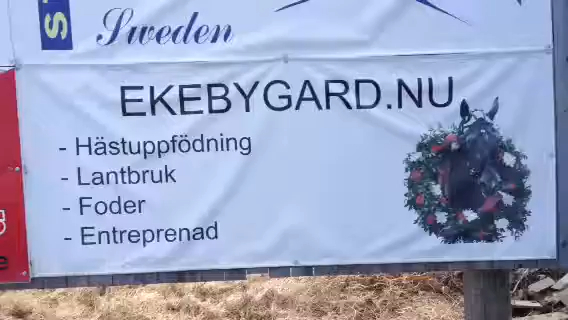 Sweden
EKEBYGARD.NU
- Hästuppfödning
- Lantbruk
- Foder
- Entreprenad